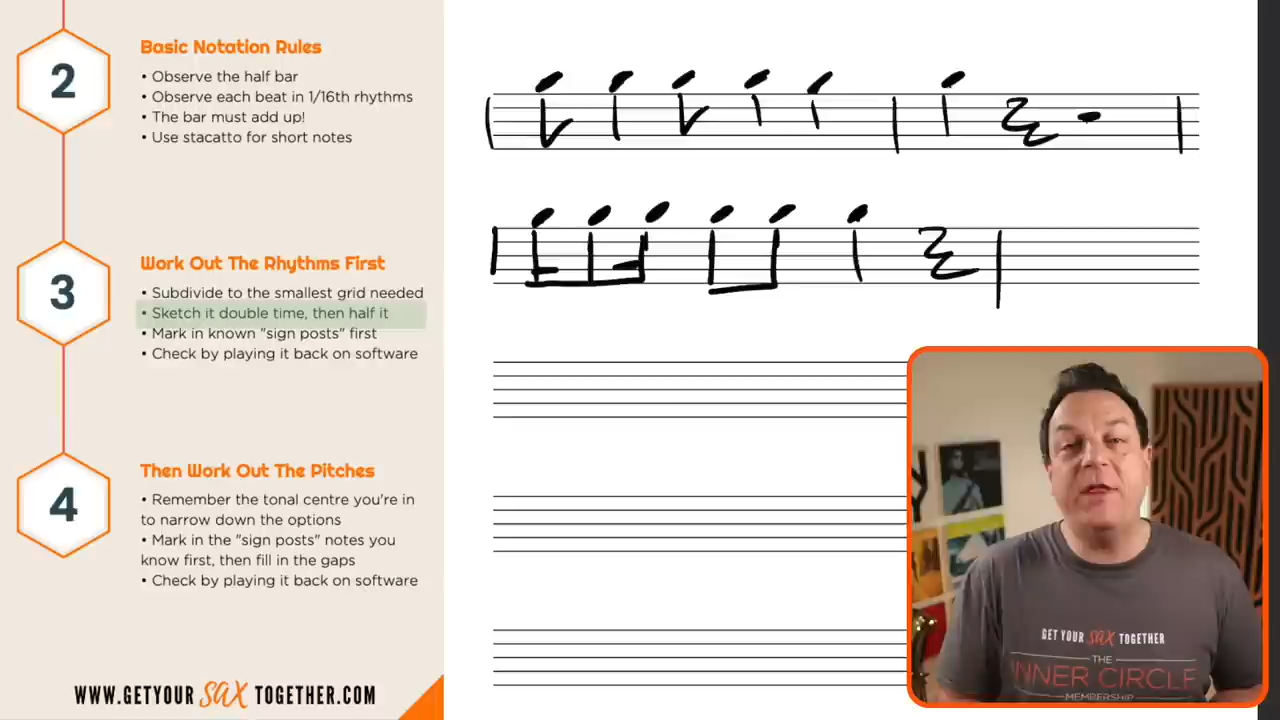 2
Basic Notation Rules
• Observe the half bar
• Observe each beat in 1/16th rhythms
• The bar must add up!
• Use stacatto for short notes
3
Work Out The Rhythms First
• Subdivide to the smallest grid needed
• Sketch it double time, then half it
• Mark in known "sign posts" first
• Check by playing it back on software
4
Then Work Out The Pitches
• Remember the tonal centre you're in
to narrow down the options
• Mark in the "sign posts" notes you
know first, then fill in the gaps
• Check by playing it back on software
WWW.GETYOUR SAX TOGETHER.COM
GET YOUR SAX TOGETHER
THE
INNER CIRCLE
MEMBERSHIP